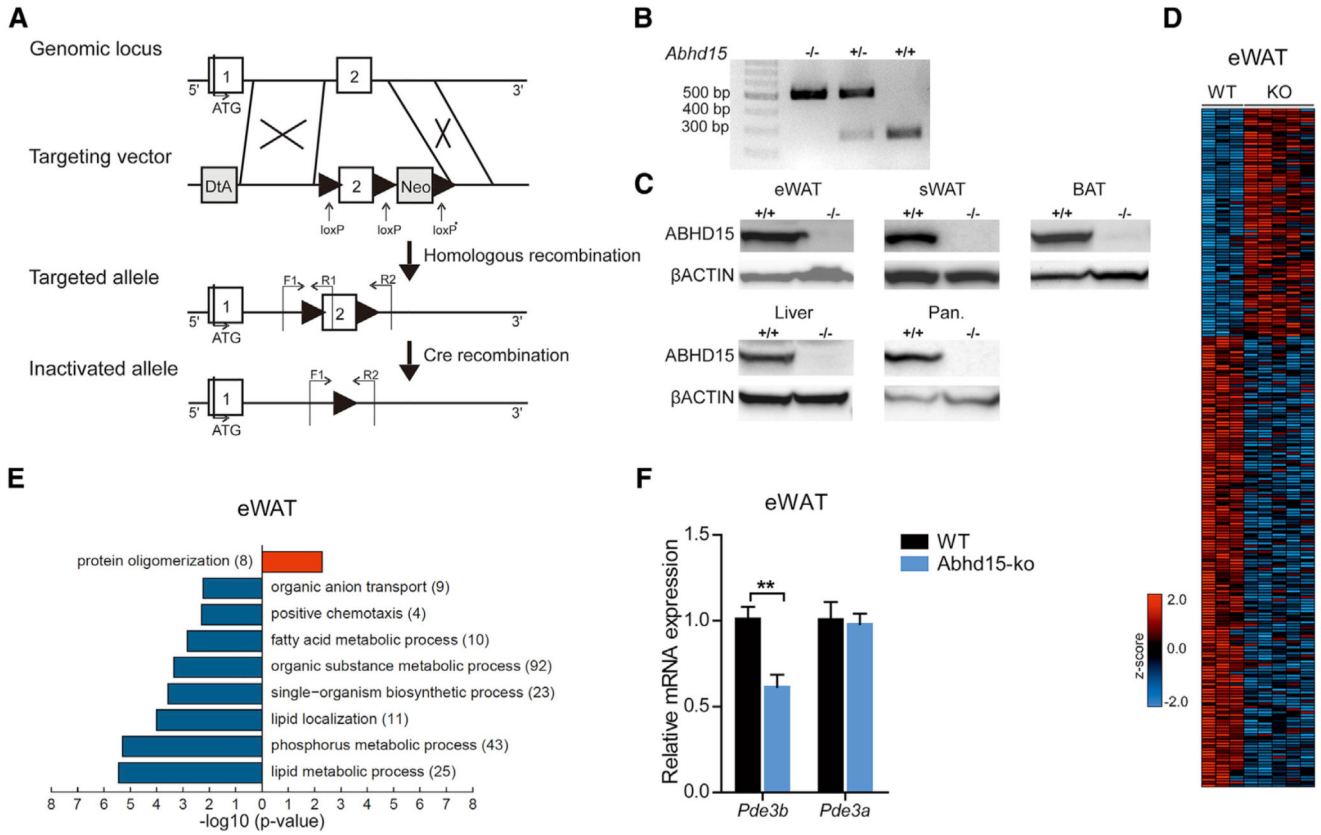 A
Genomic locus
1
2
5'
ATG
3'
Targeting vector
DtA
2
Neo
loxP
loxP
loxP*
Homologous recombination
Targeted allele
F1
R1
R2
1
2
5'
ATG
3'
Cre recombination
Inactivated allele
F1
R2
1
5'
ATG
3'
B
Abhd15
-/-
+/-
+/+
500 bp
400 bp
300 bp
C
eWAT
sWAT
BAT
+/+ -/-
+/+ -/-
+/+ -/-
ABHD15
βACTIN
Liver
Pan.
+/+ -/-
+/+ -/-
ABHD15
βACTIN
D
eWAT
WT KO
2.0
0.0
-2.0
z-score
E
eWAT
protein oligomerization (8)
organic anion transport (9)
positive chemotaxis (4)
fatty acid metabolic process (10)
organic substance metabolic process (92)
single-organism biosynthetic process (23)
lipid localization (11)
phosphorus metabolic process (43)
lipid metabolic process (25)
8 7 6 5 4 3 2 1 0 1 2 3 4 5 6 7 8
-log10 (p-value)
F
eWAT
WT
Abhd15-ko
Relative mRNA expression
1.5
1.0
0.5
0.0
**
Pde3b
Pde3a